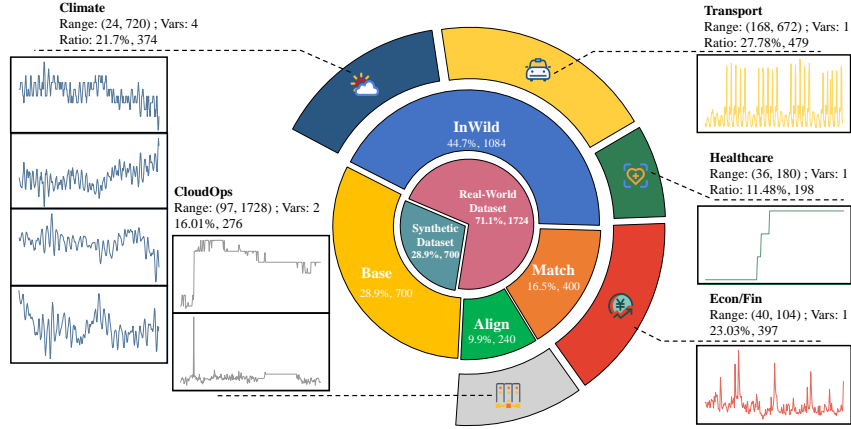 Climate
Range: (24, 720) ; Vars: 4
Ratio: 21.7%, 374
Transport
Range: (168, 672) ; Vars: 1
Ratio: 27.78%, 479
InWild
44.7%, 1084
Healthcare
Range: (36, 180) ; Vars: 1
Ratio: 11.48%, 198
CloudOps
Range: (97, 1728) ; Vars: 2
16.01%, 276
Real-World
Dataset
71.1%, 1724
Synthetic
Dataset
28.9%, 700
Base
28.9%, 700
Match
16.5%, 400
Align
9.9%, 240
Econ/Fin
Range: (40, 104) ; Vars: 1
23.03%, 397
¥